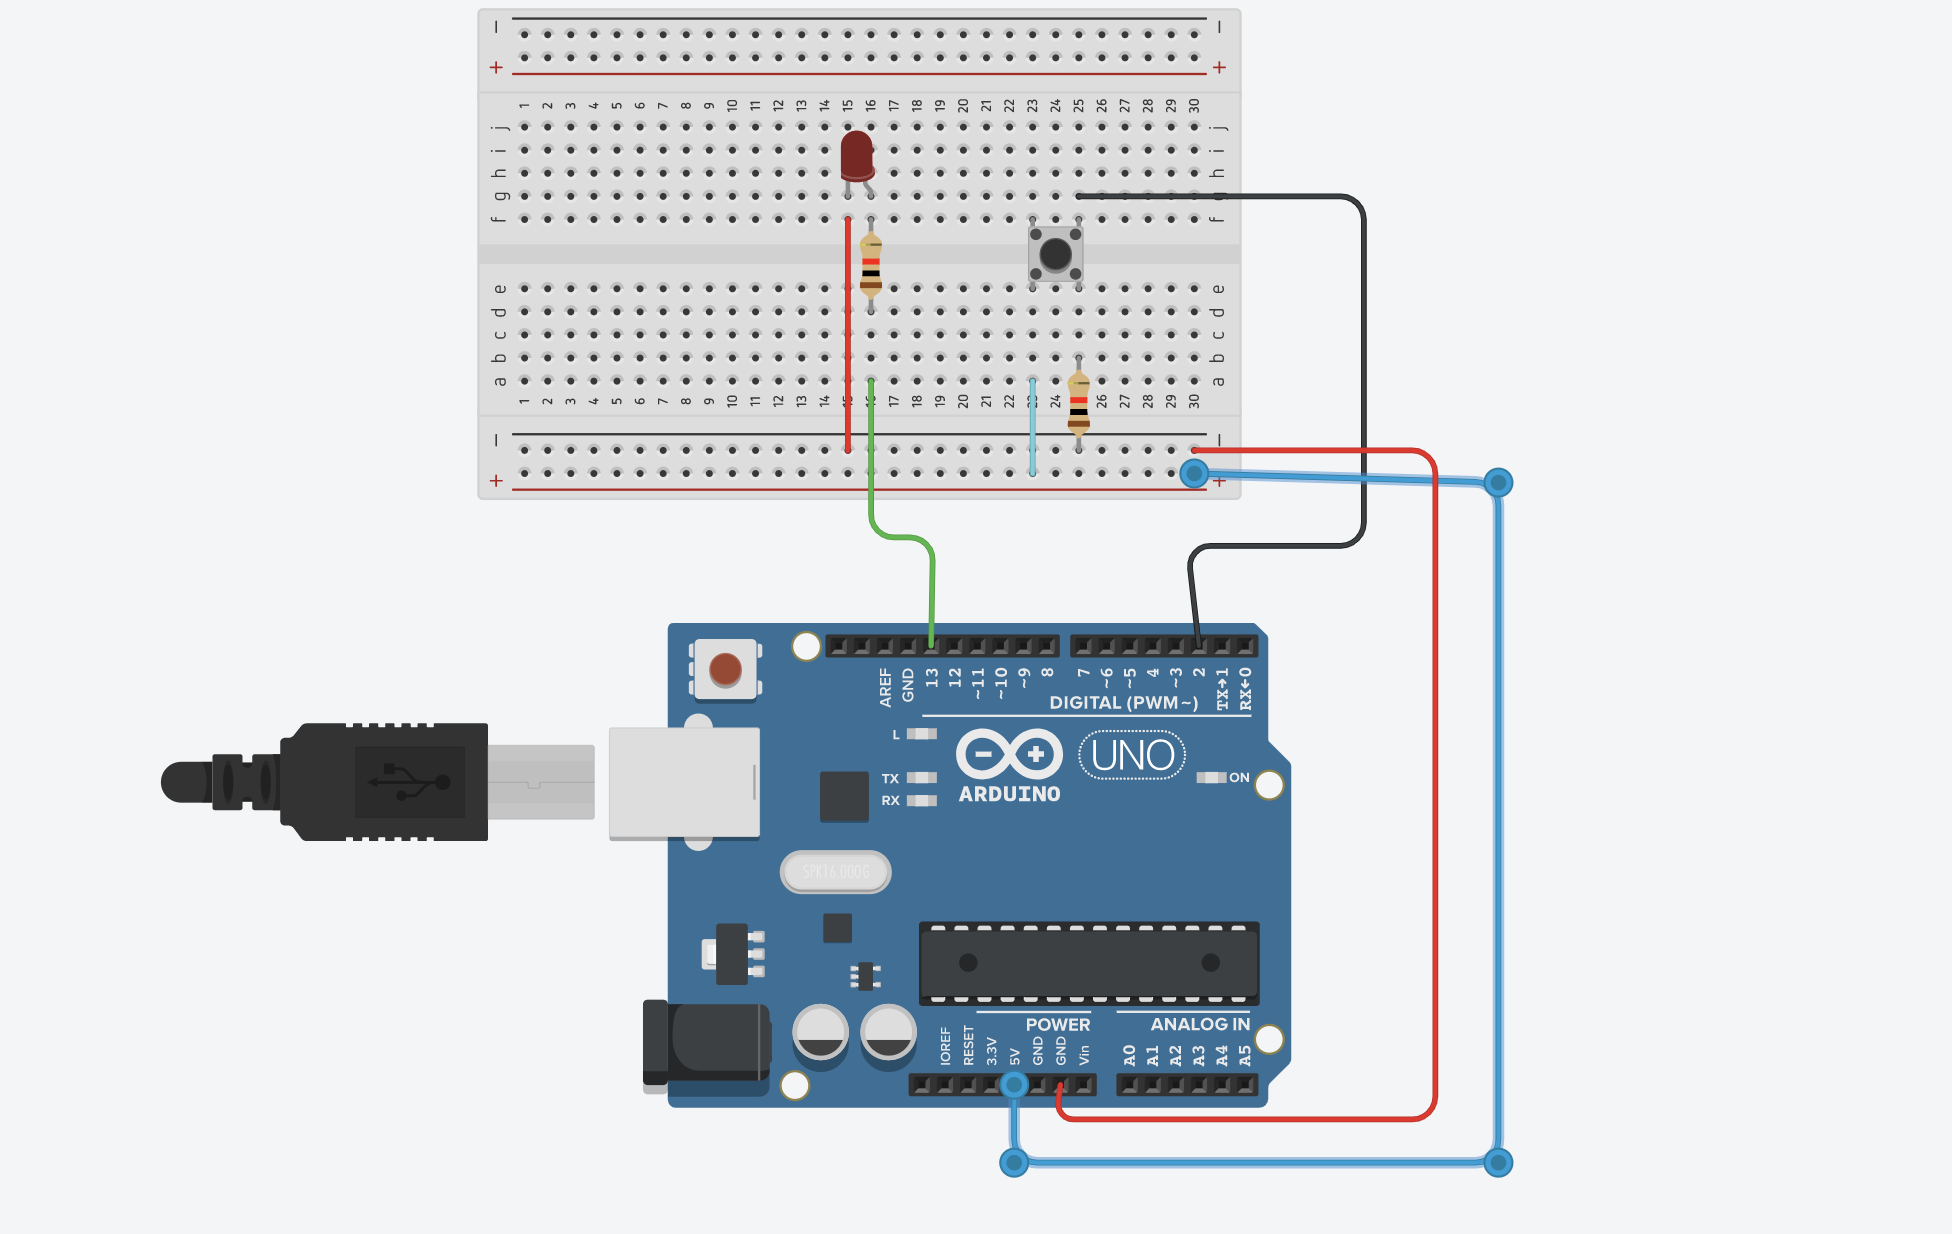 − −
+ +
1 2 3 4 5 6 7 8 9 10 11 12 13 14 15 16 17 18 19 20 21 22 23 24 25 26 27 28 29 30
j j
i i
h h
g g
f f
e e
d d
c c
b b
a a
1 2 3 4 5 6 7 8 9 10 11 12 13 14 15 16 17 18 19 20 21 22 23 24 26 27 28 29 30
− −
+ +
AREF GND 13 12 ~11 ~10 ~9 8 7 ~6 ~5 4 ~3 2 TX→1 RX←0
DIGITAL (PWM~)
L
UNO
TX
ON
RX
ARDUINO
SPK16.000G
POWER
ANALOG IN
IOREF RESET 3.3V 5V GND GND Vin A0 A1 A2 A3 A4 A5